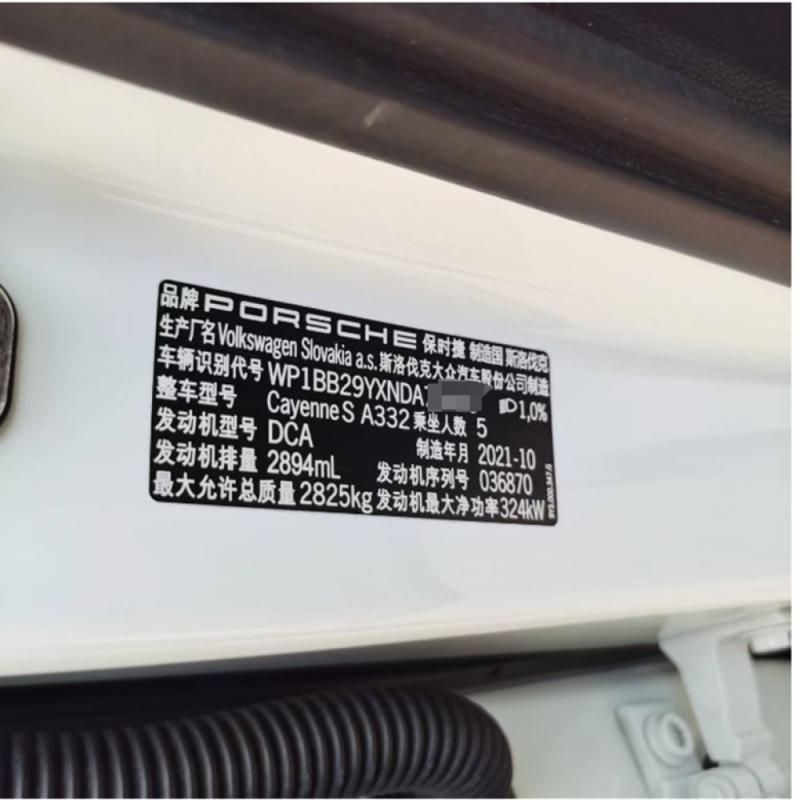 品牌 PORSCHE 保时捷 制造国 斯洛伐克
生产厂名 Volkswagen Slovakia a.s. 斯洛伐克大众汽车股份公司制造
车辆识别代号 WP1BB29YXNDA 1,0%
整车型号 Cayenne S A332 乘坐人数 5
发动机型号 DCA 制造年月 2021-10
发动机排量 2894mL 发动机序列号 036870
最大允许总质量 2825kg 发动机最大净功率 324kW
9Y3.000.347.G